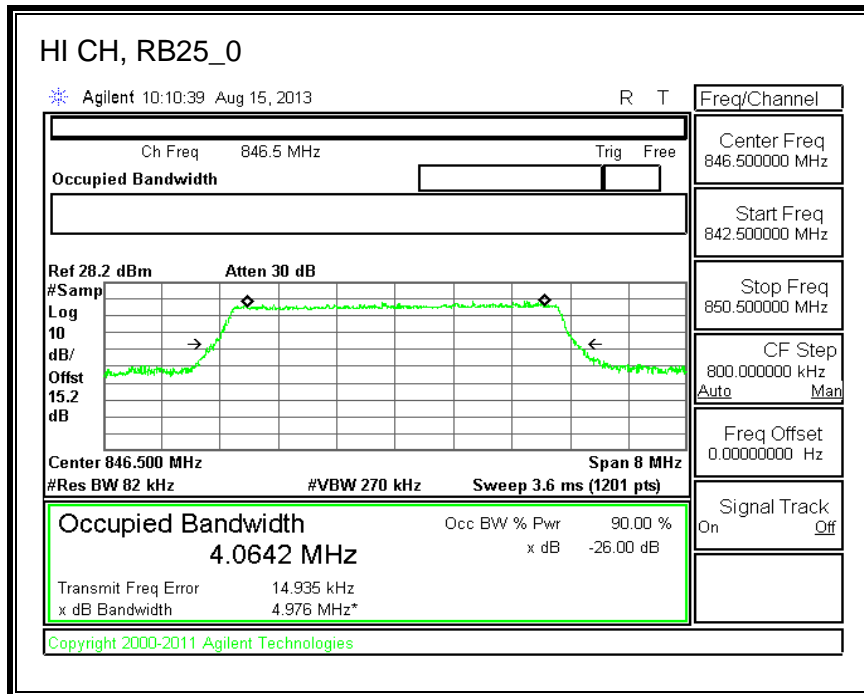 HI CH, RB25_0
Agilent 10:10:39 Aug 15, 2013 R T
Freq/Channel
Ch Freq 846.5 MHz Trig Free
Occupied Bandwidth
Center Freq
846.500000 MHz
Start Freq
842.500000 MHz
Stop Freq
850.500000 MHz
CF Step
800.000000 kHz
Auto Man
Freq Offset
0.00000000 Hz
Signal Track
On Off
Ref 28.2 dBm Atten 30 dB
#Samp
Log
10
dB/
Offst
15.2
dB
Center 846.500 MHz Span 8 MHz
#Res BW 82 kHz #VBW 270 kHz Sweep 3.6 ms (1201 pts)
Occupied Bandwidth Occ BW % Pwr 90.00 %
4.0642 MHz x dB -26.00 dB
Transmit Freq Error 14.935 kHz
x dB Bandwidth 4.976 MHz*
Copyright 2000-2011 Agilent Technologies